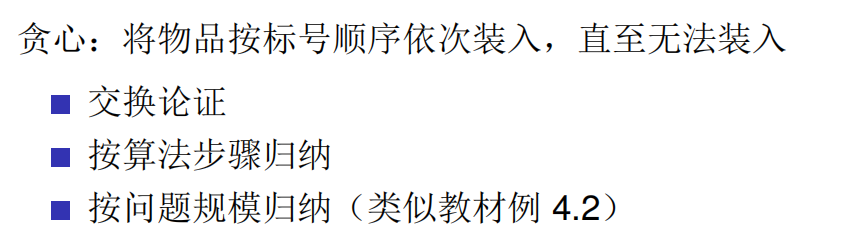 贪心：将物品按标号顺序依次装入，直至无法装入
交换论证
按算法步骤归纳
按问题规模归纳（类似教材例 4.2）